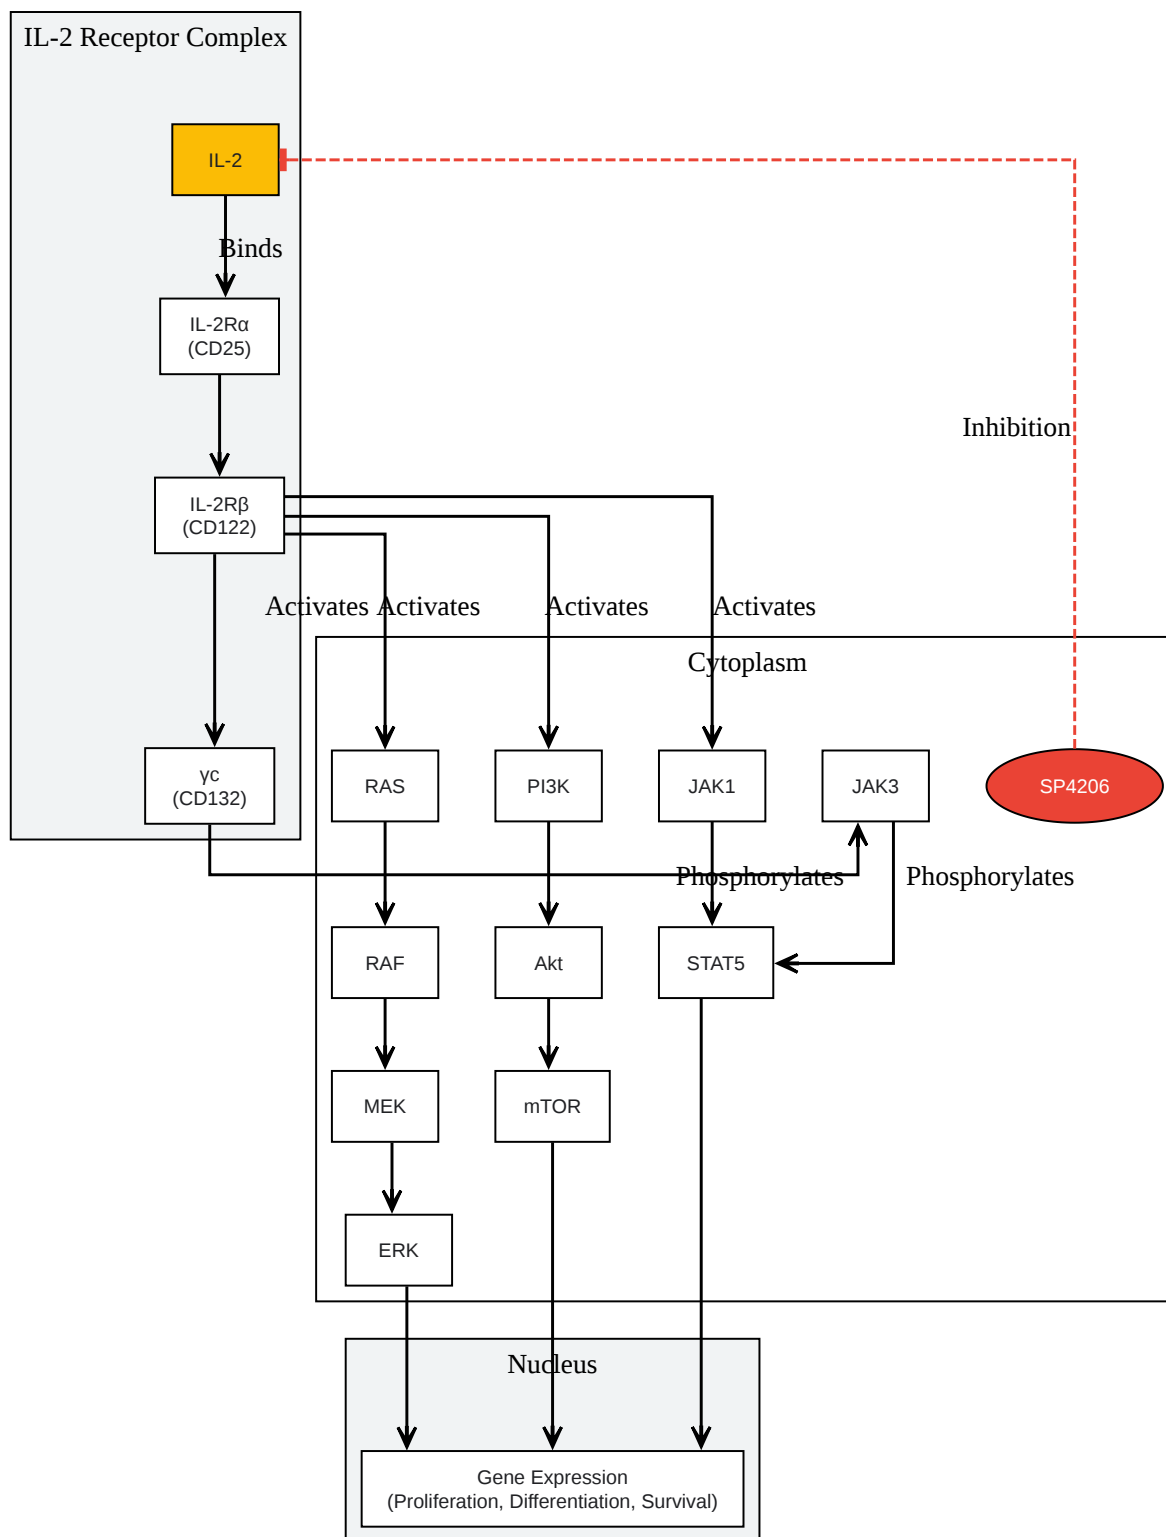 IL-2 Receptor Complex
IL-2
Binds
IL-2Rα
(CD25)
Inhibition
IL-2Rβ
(CD122)
Activates
Activates
Activates
Activates
Cytoplasm
γc
(CD132)
RAS
PI3K
JAK1
JAK3
SP4206
Phosphorylates
Phosphorylates
RAF
Akt
STAT5
MEK
mTOR
ERK
Nucleus
Gene Expression
(Proliferation, Differentiation, Survival)